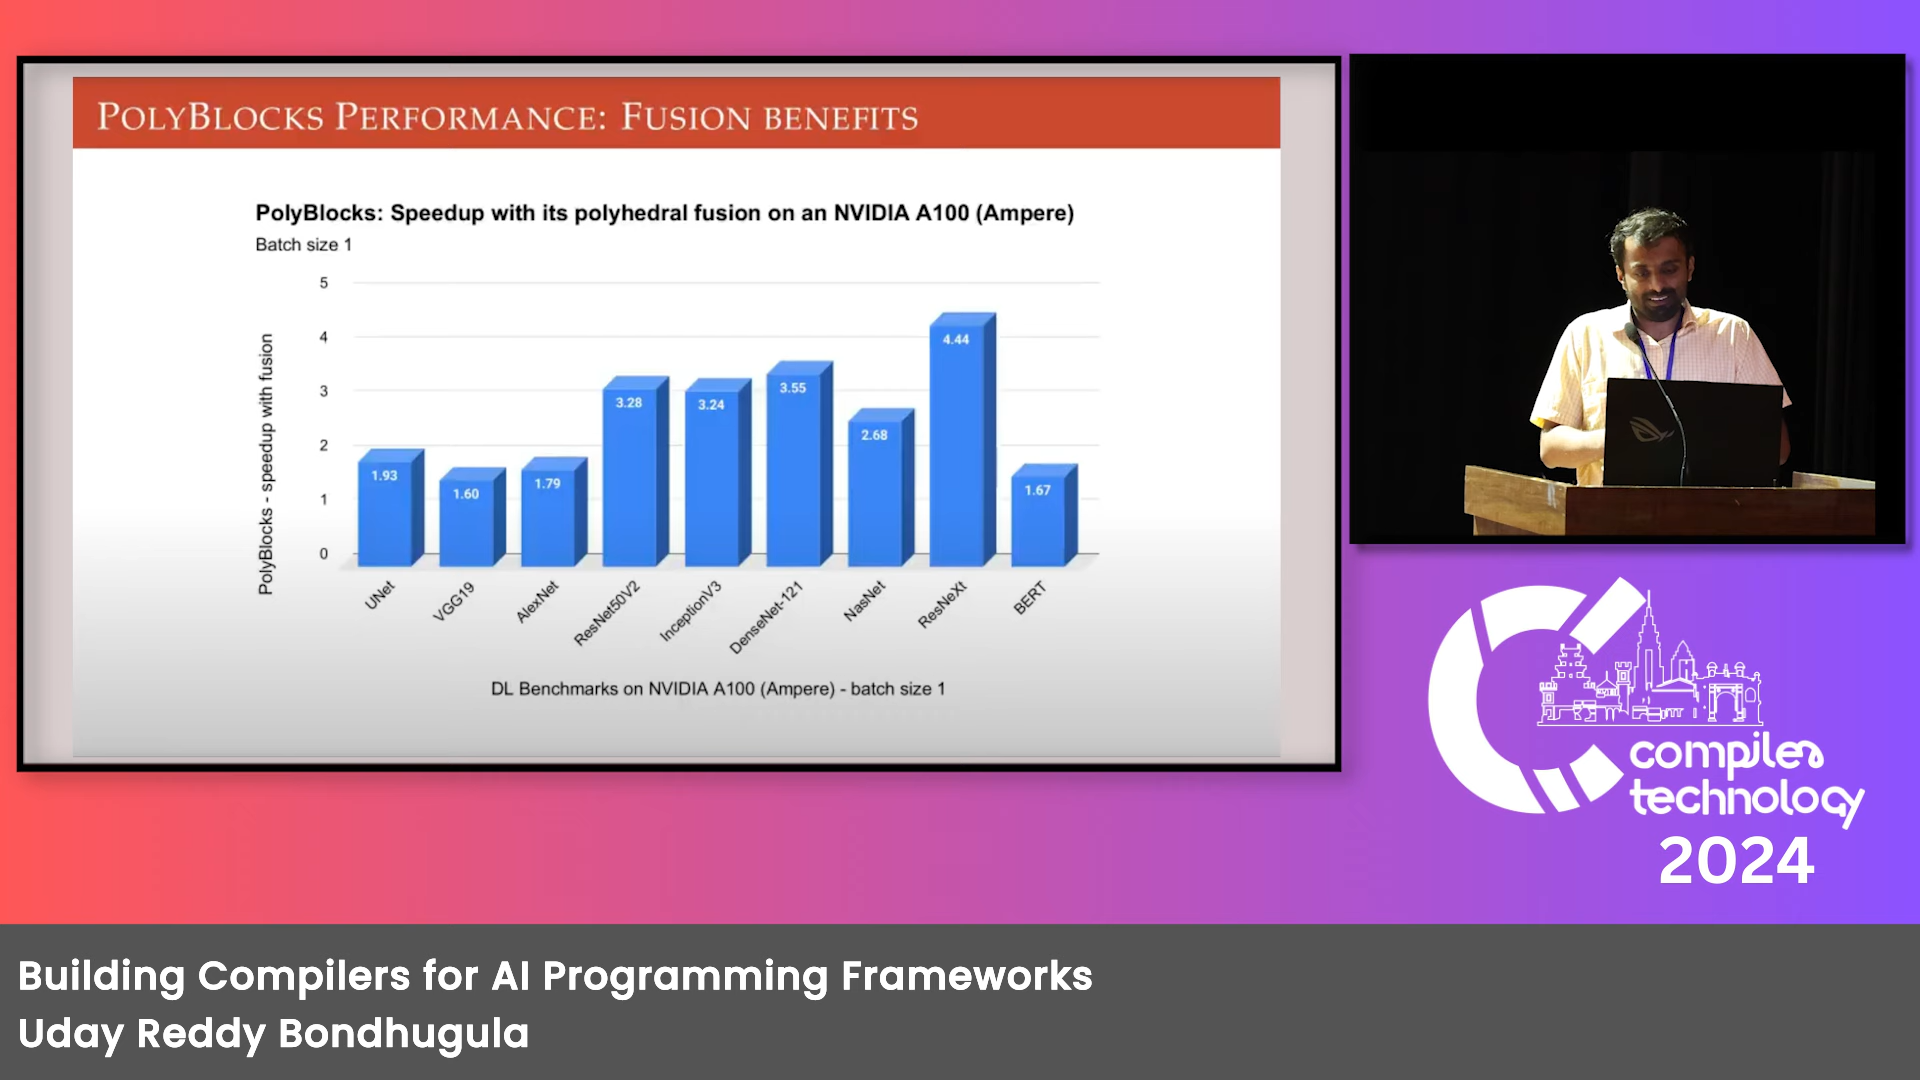 POLYBLOCKS PERFORMANCE: FUSION BENEFITS
PolyBlocks: Speedup with its polyhedral fusion on an NVIDIA A100 (Ampere)
Batch size 1
PolyBlocks - speedup with fusion
5
4
3
2
1
0
1.93
1.60
1.79
3.28
3.24
3.55
2.68
4.44
1.67
UNet
VGG19
AlexNet
ResNet50V2
InceptionV3
DenseNet-121
NasNet
ResNeXt
BERT
DL Benchmarks on NVIDIA A100 (Ampere) - batch size 1
compiler
technology
2024
Building Compilers for AI Programming Frameworks
Uday Reddy Bondhugula